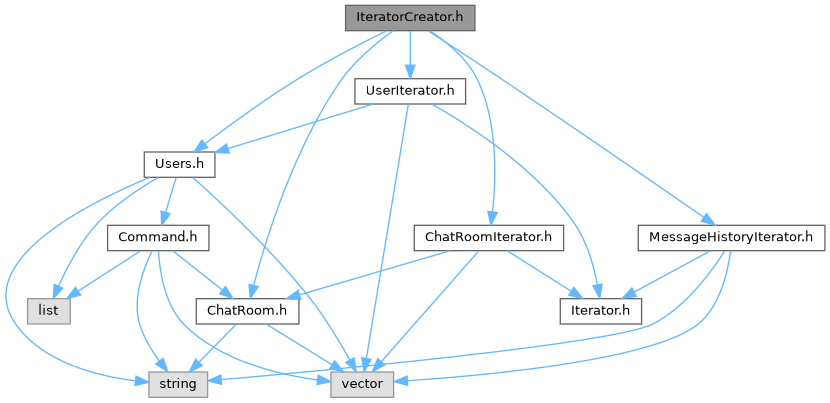 IteratorCreator.h
UserIterator.h
Users.h
Command.h
ChatRoomIterator.h
MessageHistoryIterator.h
list
ChatRoom.h
Iterator.h
string
vector